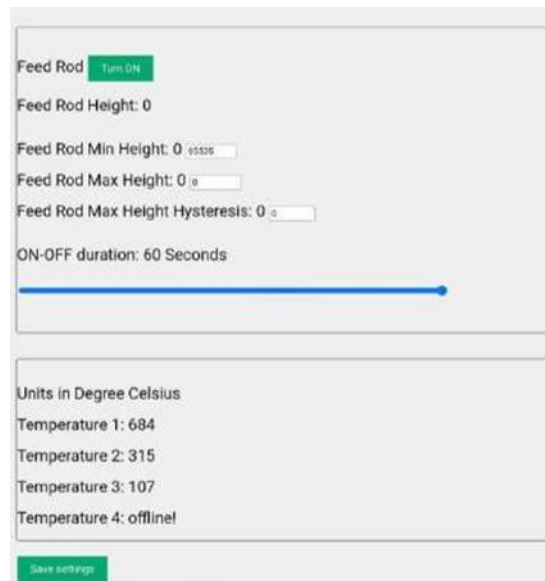 Feed Rod Turn ON
Feed Rod Height: 0
Feed Rod Min Height: 0 65535
Feed Rod Max Height: 0 0
Feed Rod Max Height Hysteresis: 0 0
ON-OFF duration: 60 Seconds
Units in Degree Celsius
Temperature 1: 684
Temperature 2: 315
Temperature 3: 107
Temperature 4: offline!
Save settings